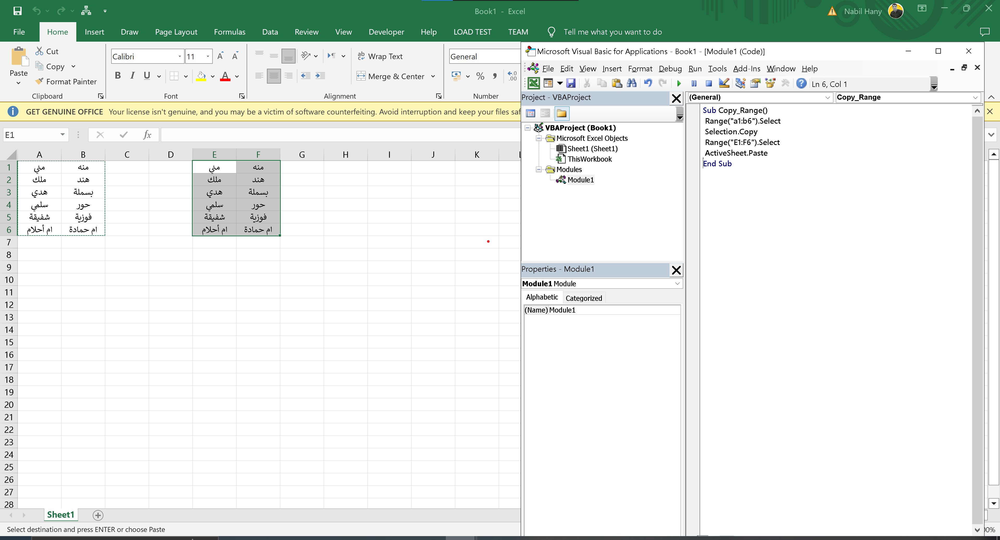 Book1 - Excel
Nabil Hany
File Home Insert Draw Page Layout Formulas Data Review View Developer Help LOAD TEST TEAM Tell me what you want to do
Paste
Cut
Copy
Format Painter
Clipboard
Calibri 11
B I U
Font
Wrap Text
Merge & Center
Alignment
General
%
Number
GET GENUINE OFFICE Your license isn't genuine, and you may be a victim of software counterfeiting. Avoid interruption and keep your files saf
E1
fx
A B C D E F G H I J K
1 مني منه مني منه
2 ملك هند ملك هند
3 هدي بسملة هدي بسملة
4 سلمي حور سلمي حور
5 شفيقة فوزية شفيقة فوزية
6 ام أحلام ام حمادة ام أحلام ام حمادة
7
8
9
10
11
12
13
14
15
16
17
18
19
20
21
22
23
24
25
26
27
28
Sheet1
Select destination and press ENTER or choose Paste
Microsoft Visual Basic for Applications - Book1 - [Module1 (Code)]
File Edit View Insert Format Debug Run Tools Add-Ins Window Help
Ln 6, Col 1
Project - VBAProject
VBAProject (Book1)
Microsoft Excel Objects
Sheet1 (Sheet1)
ThisWorkbook
Modules
Module1
Properties - Module1
Module1 Module
Alphabetic Categorized
(Name) Module1
(General) Copy_Range
Sub Copy_Range()
Range("a1:b6").Select
Selection.Copy
Range("E1:F6").Select
ActiveSheet.Paste
End Sub